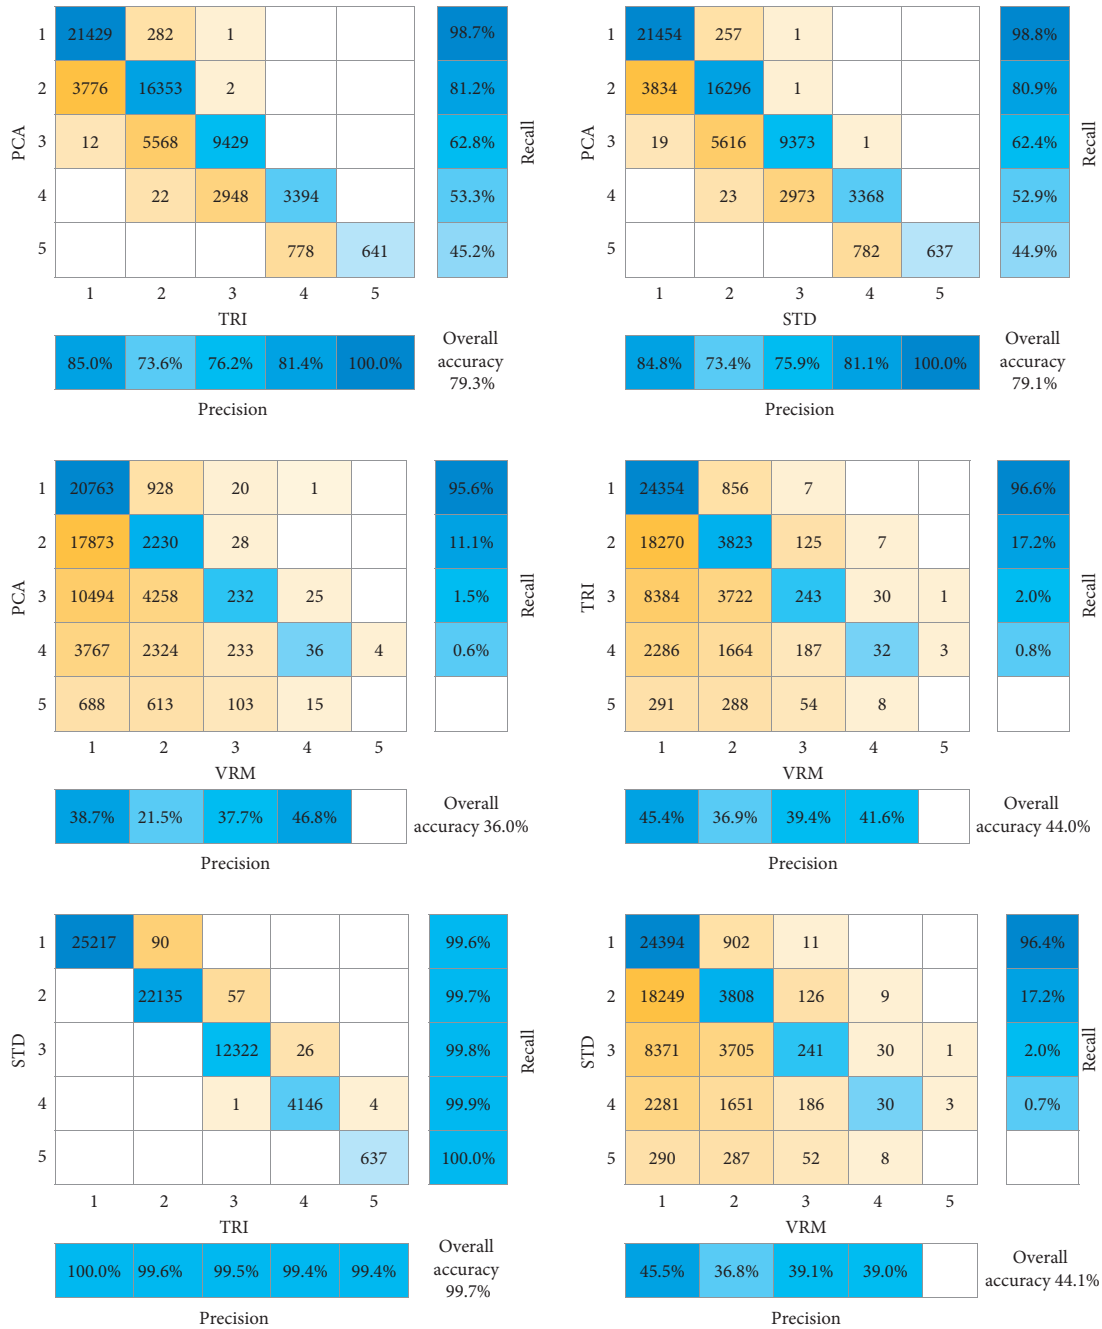 1 21429 282 1 98.7%
2 3776 16353 2 81.2%
3 12 5568 9429 62.8%
4 22 2948 3394 53.3%
5 778 641 45.2%
PCA
Recall
1 2 3 4 5
TRI
85.0% 73.6% 76.2% 81.4% 100.0%
Precision
Overall
accuracy
79.3%
1 21454 257 1 98.8%
2 3834 16296 1 80.9%
3 19 5616 9373 1 62.4%
4 23 2973 3368 52.9%
5 782 637 44.9%
PCA
Recall
1 2 3 4 5
STD
84.8% 73.4% 75.9% 81.1% 100.0%
Precision
Overall
accuracy
79.1%
1 20763 928 20 1 95.6%
2 17873 2230 28 11.1%
3 10494 4258 232 25 1.5%
4 3767 2324 233 36 4 0.6%
5 688 613 103 15
PCA
Recall
1 2 3 4 5
VRM
38.7% 21.5% 37.7% 46.8%
Precision
Overall
accuracy 36.0%
1 24354 856 7 96.6%
2 18270 3823 125 7 17.2%
3 8384 3722 243 30 1 2.0%
4 2286 1664 187 32 3 0.8%
5 291 288 54 8
TRI
Recall
1 2 3 4 5
VRM
45.4% 36.9% 39.4% 41.6%
Precision
Overall
accuracy 44.0%
1 25217 90 99.6%
2 22135 57 99.7%
3 12322 26 99.8%
4 1 4146 4 99.9%
5 637 100.0%
STD
Recall
1 2 3 4 5
TRI
100.0% 99.6% 99.5% 99.4% 99.4%
Precision
Overall
accuracy
99.7%
1 24394 902 11 96.4%
2 18249 3808 126 9 17.2%
3 8371 3705 241 30 1 2.0%
4 2281 1651 186 30 3 0.7%
5 290 287 52 8
STD
Recall
1 2 3 4 5
VRM
45.5% 36.8% 39.1% 39.0%
Precision
Overall
accuracy 44.1%